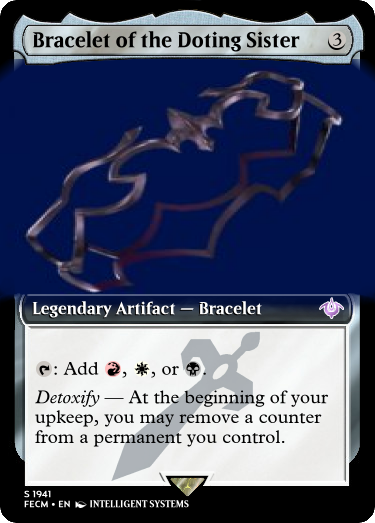 Bracelet of the Doting Sister 3
Legendary Artifact — Bracelet
: Add , , or .
Detoxify — At the beginning of your
upkeep, you may remove a counter
from a permanent you control.
S 1941
FECM • EN INTELLIGENT SYSTEMS